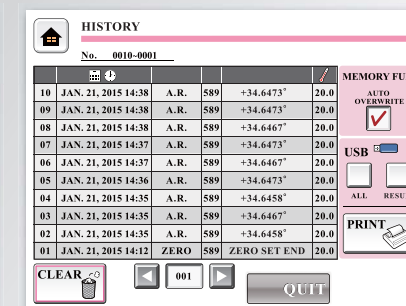 HISTORY
No. 0010~0001
MEMORY FU
10 JAN. 21, 2015 14:38 A.R. 589 +34.6473° 20.0
09 JAN. 21, 2015 14:38 A.R. 589 +34.6473° 20.0
08 JAN. 21, 2015 14:38 A.R. 589 +34.6467° 20.0
07 JAN. 21, 2015 14:37 A.R. 589 +34.6473° 20.0
06 JAN. 21, 2015 14:37 A.R. 589 +34.6467° 20.0
05 JAN. 21, 2015 14:36 A.R. 589 +34.6473° 20.0
04 JAN. 21, 2015 14:35 A.R. 589 +34.6458° 20.0
03 JAN. 21, 2015 14:35 A.R. 589 +34.6467° 20.0
02 JAN. 21, 2015 14:35 A.R. 589 +34.6458° 20.0
01 JAN. 21, 2015 14:12 ZERO 589 ZERO SET END 20.0
AUTO
OVERWRITE
USB
ALL RESU
PRINT
CLEAR
001
QUIT